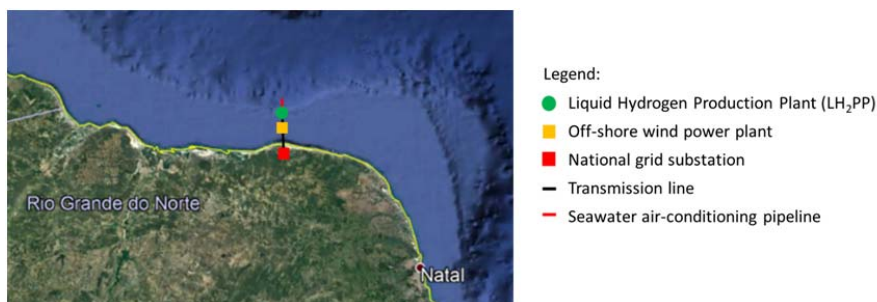 Rio Grande do Norte
Natal
Legend:
Liquid Hydrogen Production Plant (LH₂PP)
Off-shore wind power plant
National grid substation
Transmission line
Seawater air-conditioning pipeline